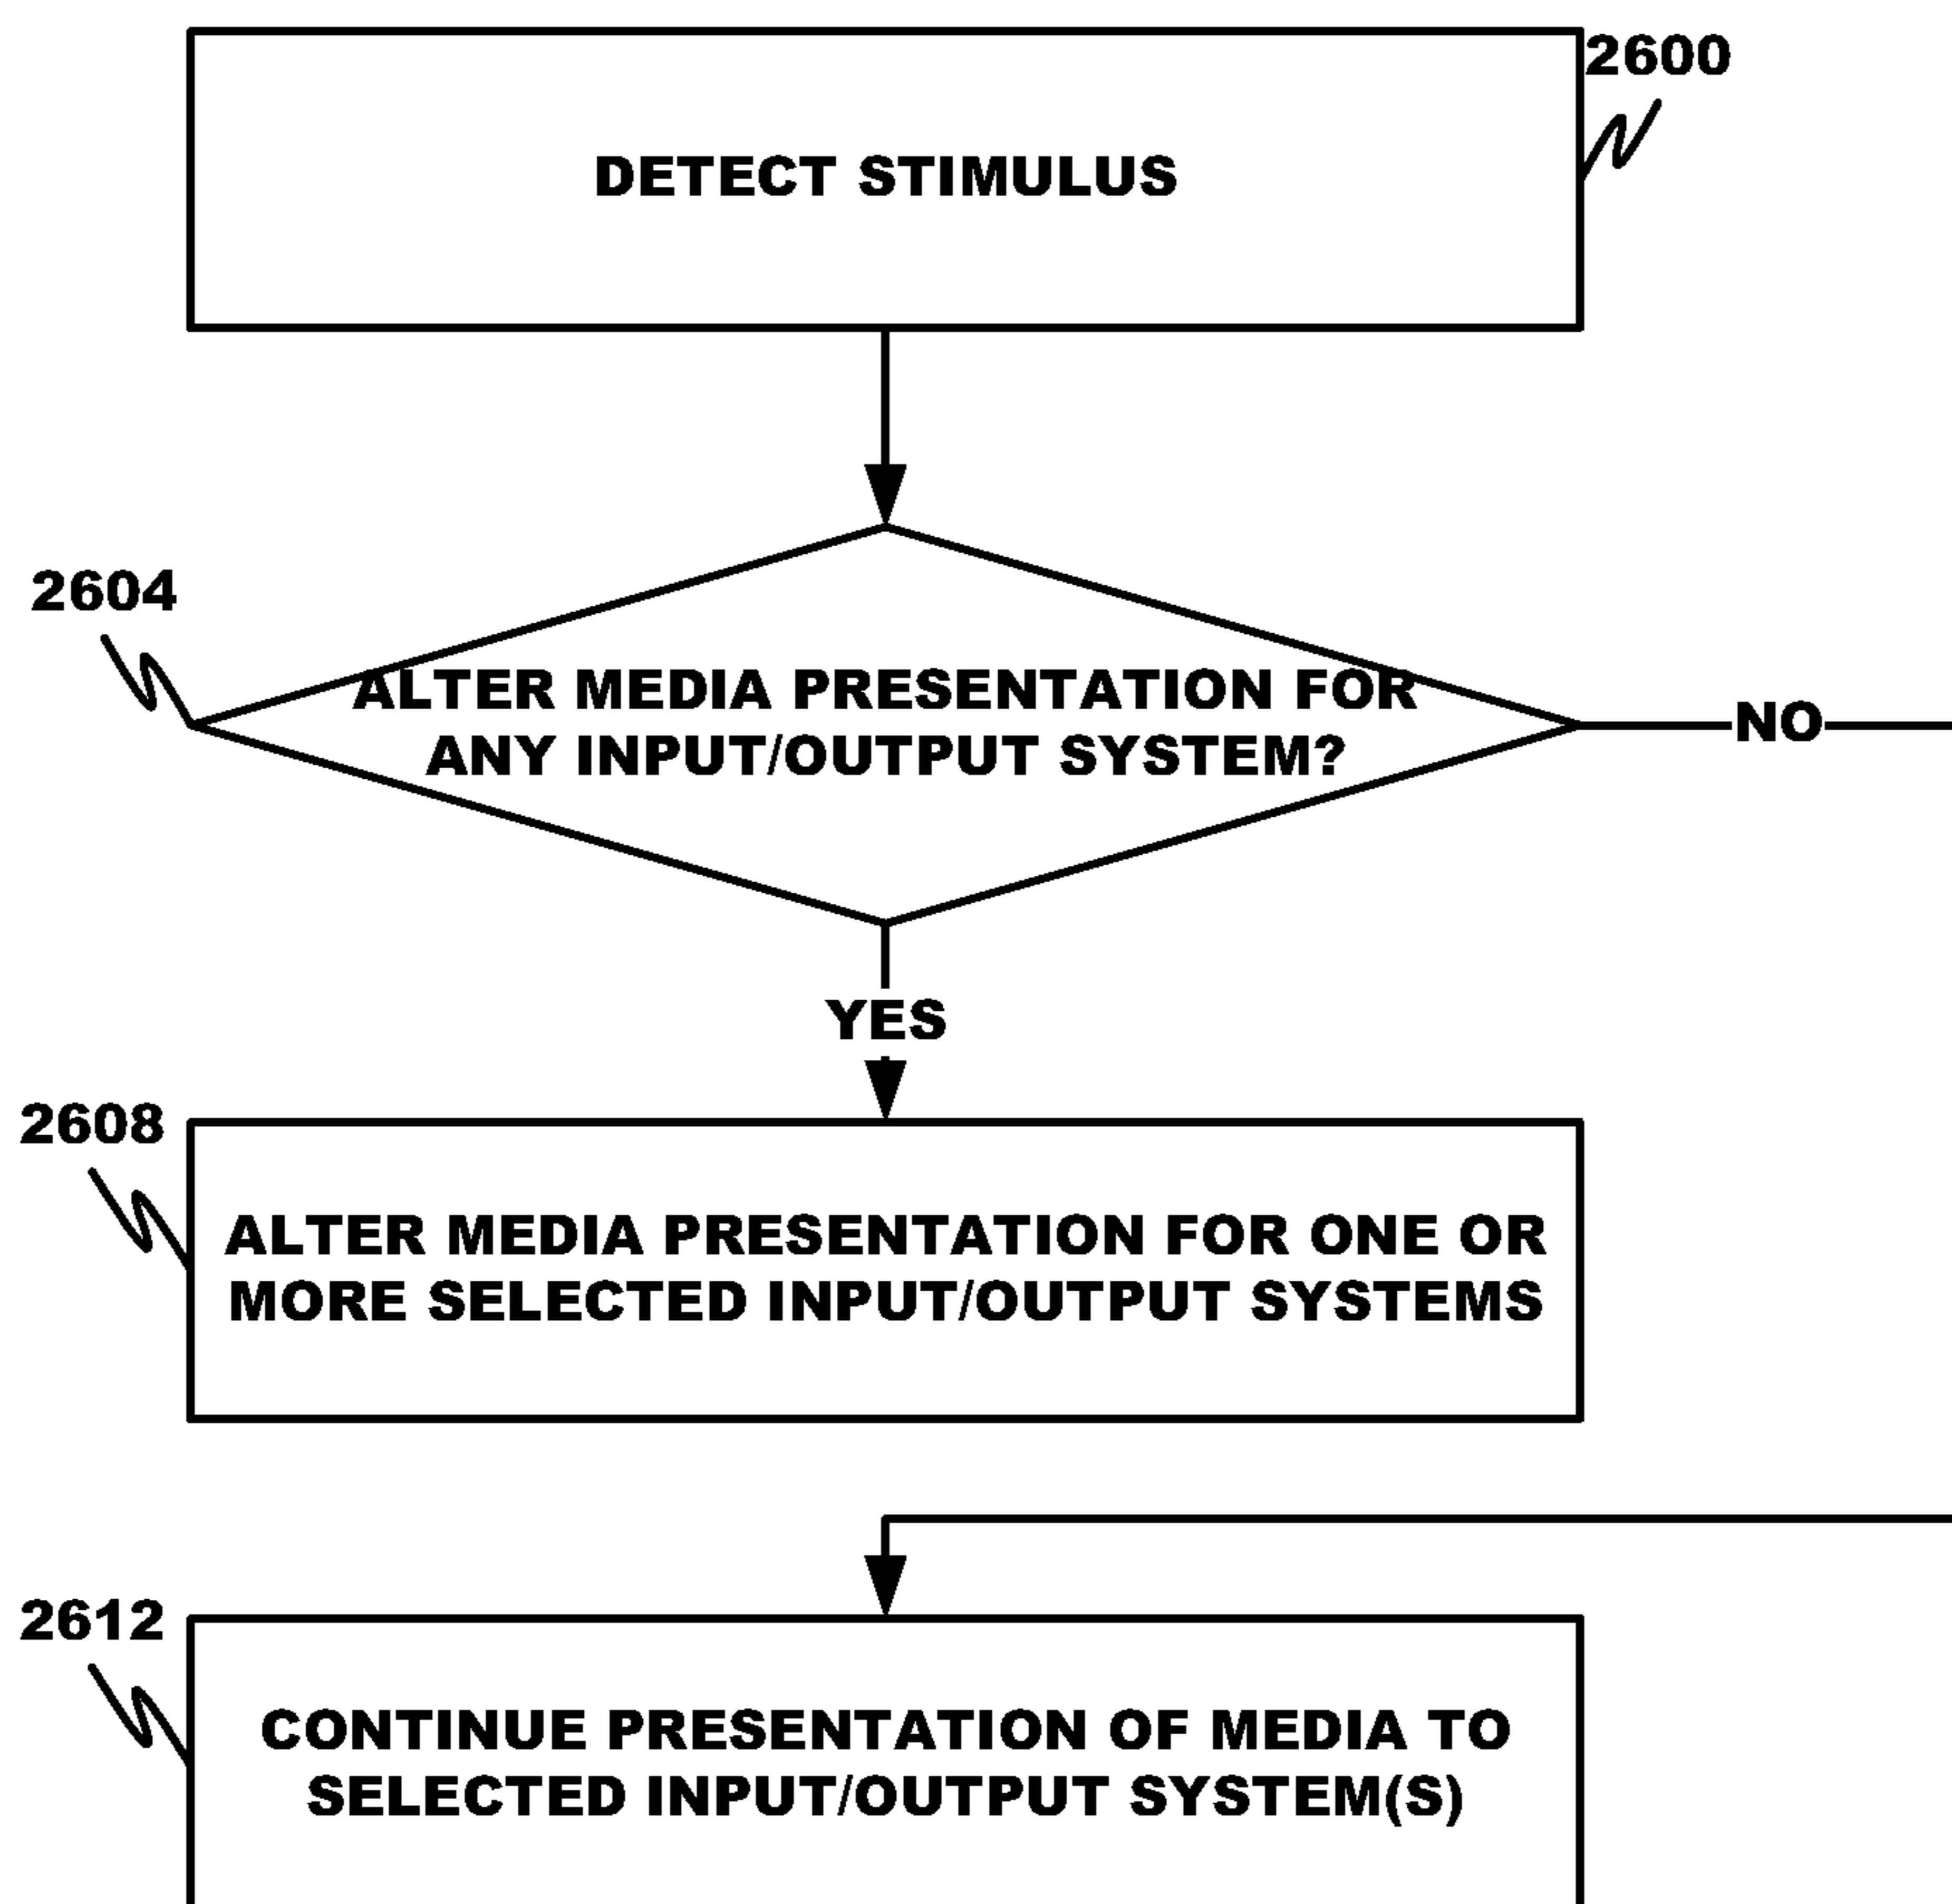 2600
DETECT STIMULUS
2604
ALTER MEDIA PRESENTATION FOR
ANY INPUT/OUTPUT SYSTEM?
NO
YES
2608
ALTER MEDIA PRESENTATION FOR ONE OR
MORE SELECTED INPUT/OUTPUT SYSTEMS
2612
CONTINUE PRESENTATION OF MEDIA TO
SELECTED INPUT/OUTPUT SYSTEM(S)